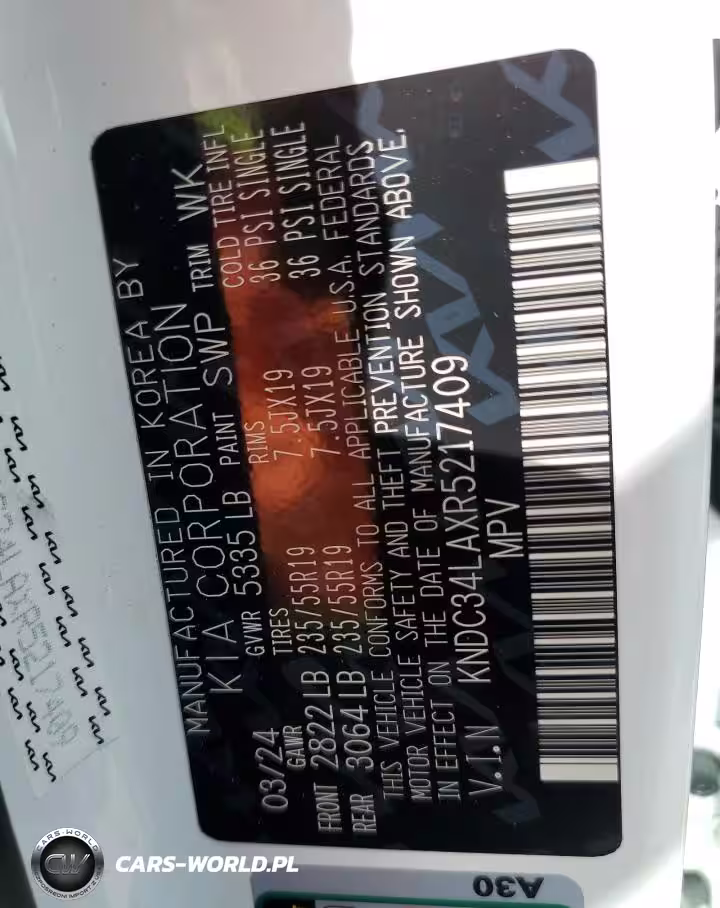 MANUFACTURED IN KOREA BY
KIA CORPORATION
03/24 GVWR 5335 LB PAINT SWP TRIM WK
GAWR TIRES RIMS COLD TIRE INFL
FRONT 2822 LB 235/55R19 7.5JX19 36 PSI SINGLE
REAR 3064 LB 235/55R19 7.5JX19 36 PSI SINGLE
THIS VEHICLE CONFORMS TO ALL APPLICABLE U.S.A. FEDERAL
MOTOR VEHICLE SAFETY AND THEFT PREVENTION STANDARDS
IN EFFECT ON THE DATE OF MANUFACTURE SHOWN ABOVE.
V.I.N KNDC34LAXR5217409
MPV
A30
CARS-WORLD
CW
CARS-WORLD.PL